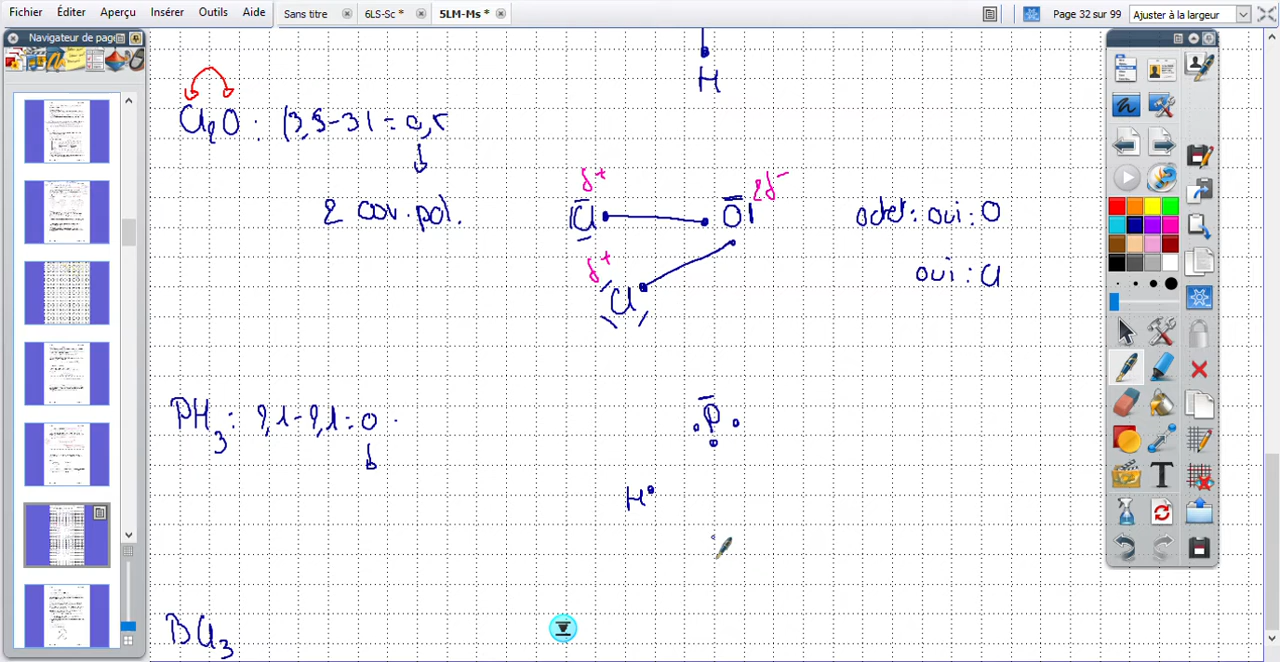 Fichier Éditer Aperçu Insérer Outils Aide
Sans titre 6LS-Sc * 5LM-Ms *
Page 32 sur 99 Ajuster à la largeur
Navigateur de page
H
Cl₂O : |3,5-3| = 0,5
2 cov. pol.
δ+ 2δ-
Cl O
octet : oui : O
δ+
oui : Cl
Cl
PH₃ : 2,1-2,1 = 0
P
H
BCl₃
T